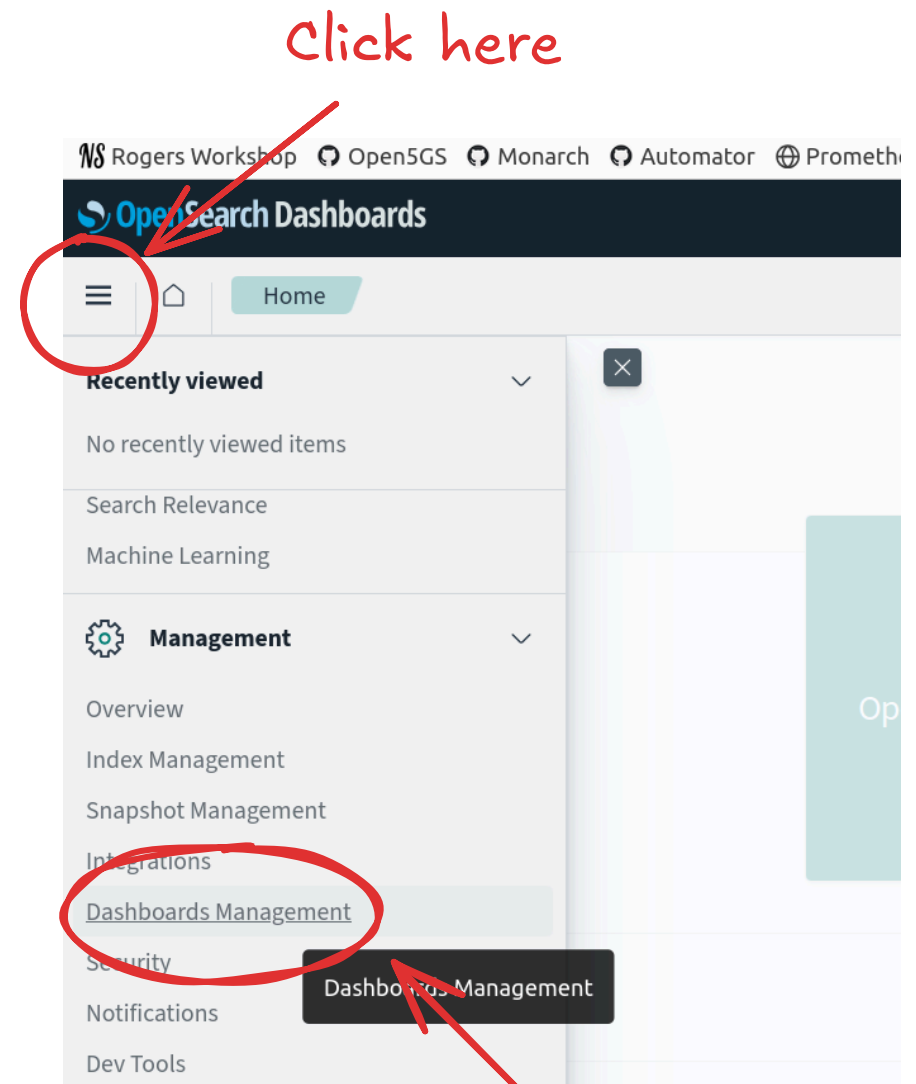 Click here
NS Rogers Workshop Open5GS Monarch Automator Prometh
OpenSearch Dashboards
Home
Recently viewed
No recently viewed items
Search Relevance
Machine Learning
Management
Overview
Op
Index Management
Snapshot Management
Integrations
Dashboards Management
Security
Dashboards Management
Notifications
Dev Tools